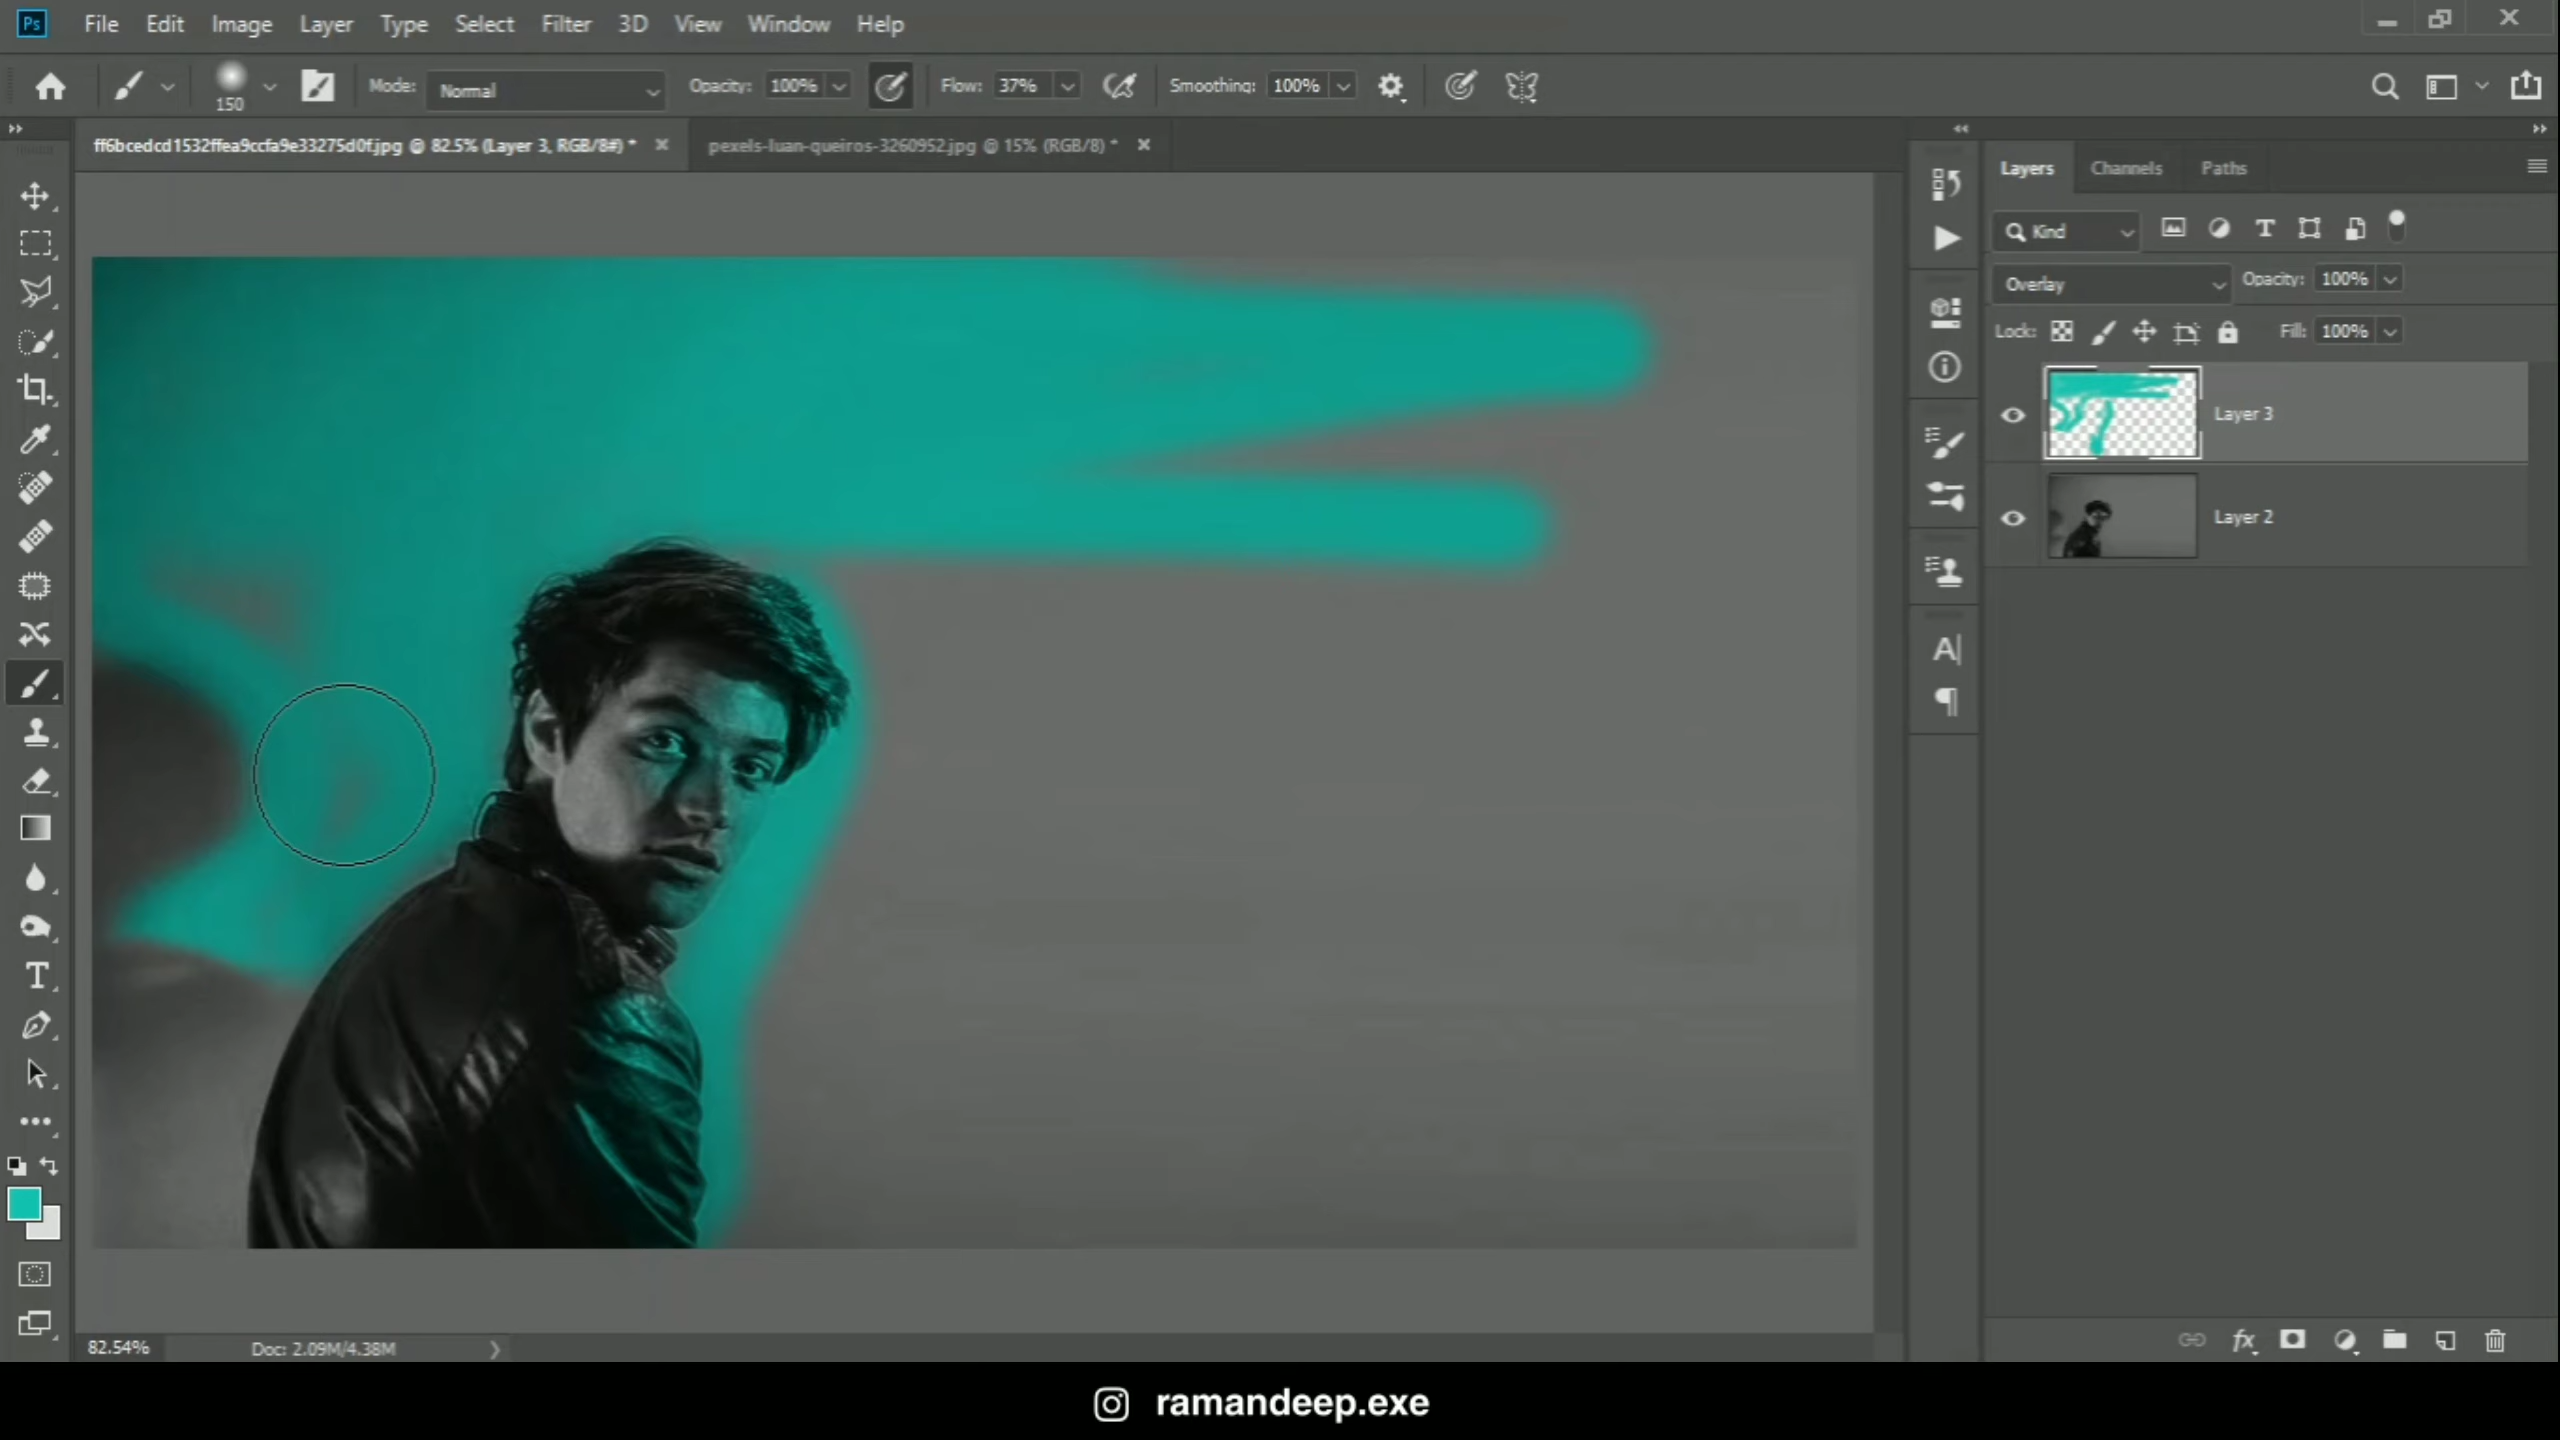 Ps File Edit Image Layer Type Select Filter 3D View Window Help
150 Mode: Normal Opacity: 100% Flow: 37% Smoothing: 100%
ff6bcedcd1532ffea9ccfa9e33275d0f.jpg @ 82.5% (Layer 3, RGB/8#) * pexels-luan-queiros-3260952.jpg @ 15% (RGB/8) *
Layers Channels Paths
Kind
Overlay Opacity: 100%
Lock: Fill: 100%
Layer 3
Layer 2
82.54% Doc: 2.09M/4.38M
ramandeep.exe